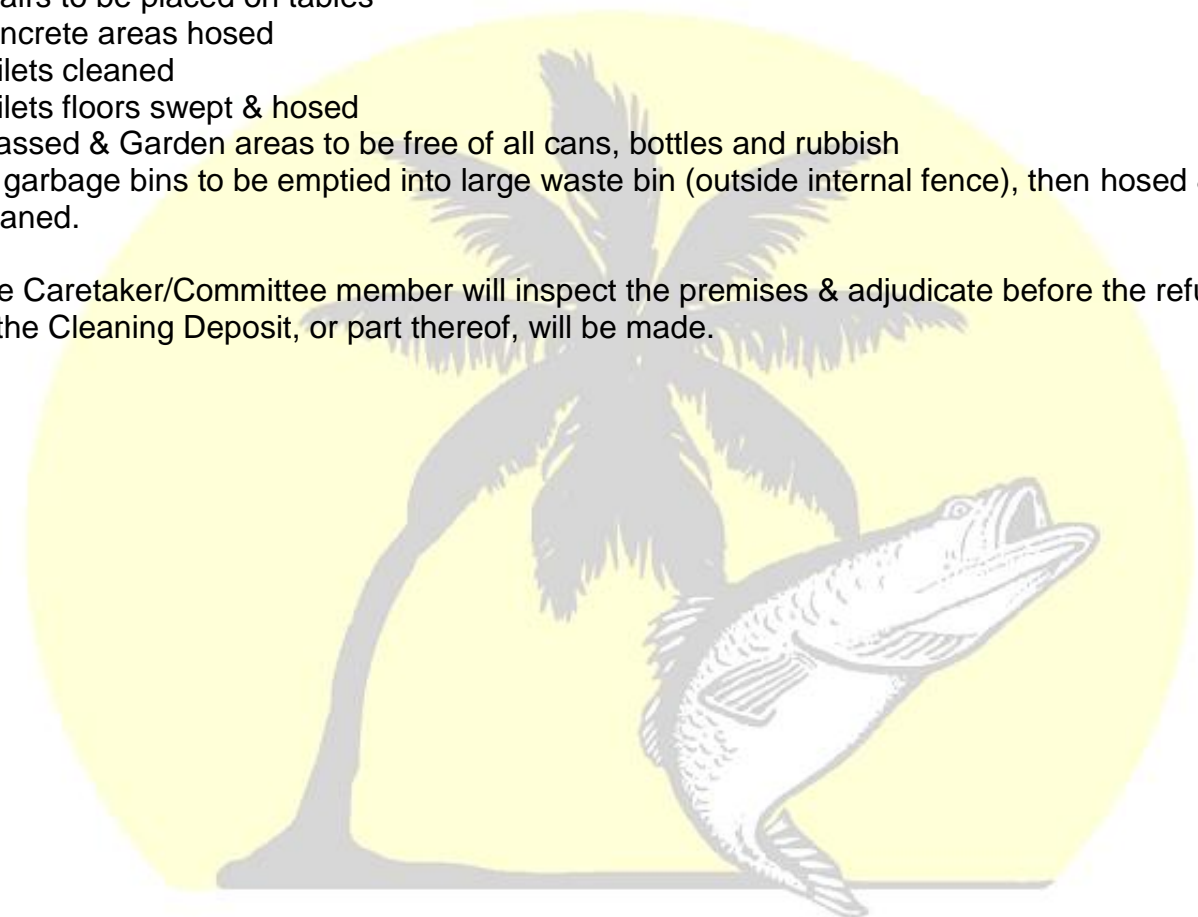 airs to be placed on tables
ncrete areas hosed
ilets cleaned
ilets floors swept & hosed
assed & Garden areas to be free of all cans, bottles and rubbish
garbage bins to be emptied into large waste bin (outside internal fence), then hosed
aned.
e Caretaker/Committee member will inspect the premises & adjudicate before the refu
the Cleaning Deposit, or part thereof, will be made.